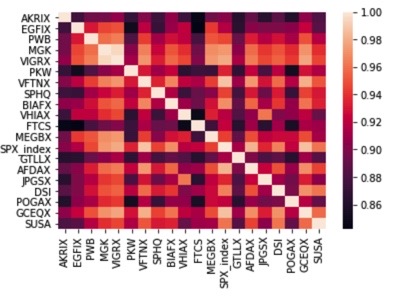 AKRIX
EGFIX
PWB
MGK
VIGRX
PKW
VFTNX
SPHQ
BIAFX
VHIAX
FTCS
MEGBX
SPX_index
GTLLX
AFDAX
JPGSX
DSI
POGAX
GCEQX
SUSA
AKRIX EGFIX PWB MGK VIGRX PKW VFTNX SPHQ BIAFX VHIAX FTCS MEGBX SPX_index GTLLX AFDAX JPGSX DSI POGAX GCEQX SUSA
1.00
0.98
0.96
0.94
0.92
0.90
0.88
0.86